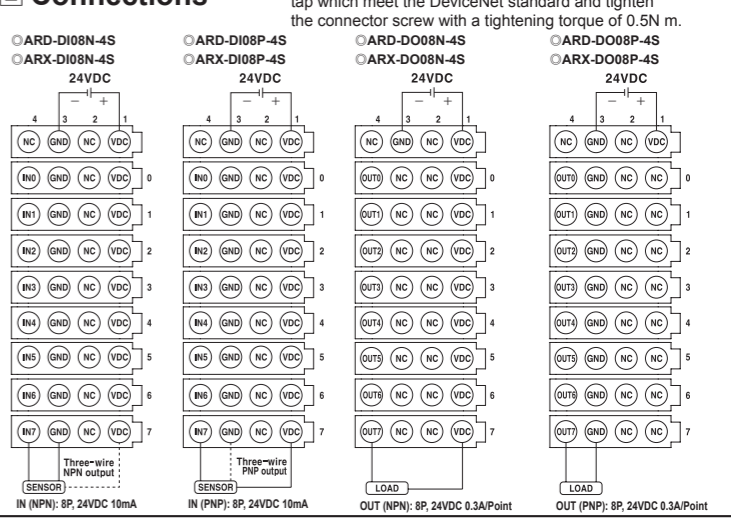 Connections
tap which meet the DeviceNet standard and tighten
the connector screw with a tightening torque of 0.5N m.
◎ARD-DI08N-4S
◎ARX-DI08N-4S
24VDC
− +
4 3 2 1
NC GND NC VDC
IN0 GND NC VDC 0
IN1 GND NC VDC 1
IN2 GND NC VDC 2
IN3 GND NC VDC 3
IN4 GND NC VDC 4
IN5 GND NC VDC 5
IN6 GND NC VDC 6
IN7 GND NC VDC 7
Three-wire
NPN output
SENSOR
IN (NPN): 8P, 24VDC 10mA
◎ARD-DI08P-4S
◎ARX-DI08P-4S
24VDC
− +
4 3 2 1
NC GND NC VDC
IN0 GND NC VDC 0
IN1 GND NC VDC 1
IN2 GND NC VDC 2
IN3 GND NC VDC 3
IN4 GND NC VDC 4
IN5 GND NC VDC 5
IN6 GND NC VDC 6
IN7 GND NC VDC 7
Three-wire
PNP output
SENSOR
IN (PNP): 8P, 24VDC 10mA
◎ARD-DO08N-4S
◎ARX-DO08N-4S
24VDC
− +
4 3 2 1
NC GND NC VDC
OUT0 NC NC VDC 0
OUT1 NC NC VDC 1
OUT2 NC NC VDC 2
OUT3 NC NC VDC 3
OUT4 NC NC VDC 4
OUT5 NC NC VDC 5
OUT6 NC NC VDC 6
OUT7 NC NC VDC 7
LOAD
OUT (NPN): 8P, 24VDC 0.3A/Point
◎ARD-DO08P-4S
◎ARX-DO08P-4S
24VDC
− +
4 3 2 1
NC GND NC VDC
OUT0 GND NC NC 0
OUT1 GND NC NC 1
OUT2 GND NC NC 2
OUT3 GND NC NC 3
OUT4 GND NC NC 4
OUT5 GND NC NC 5
OUT6 GND NC NC 6
OUT7 GND NC NC 7
LOAD
OUT (PNP): 8P, 24VDC 0.3A/Point